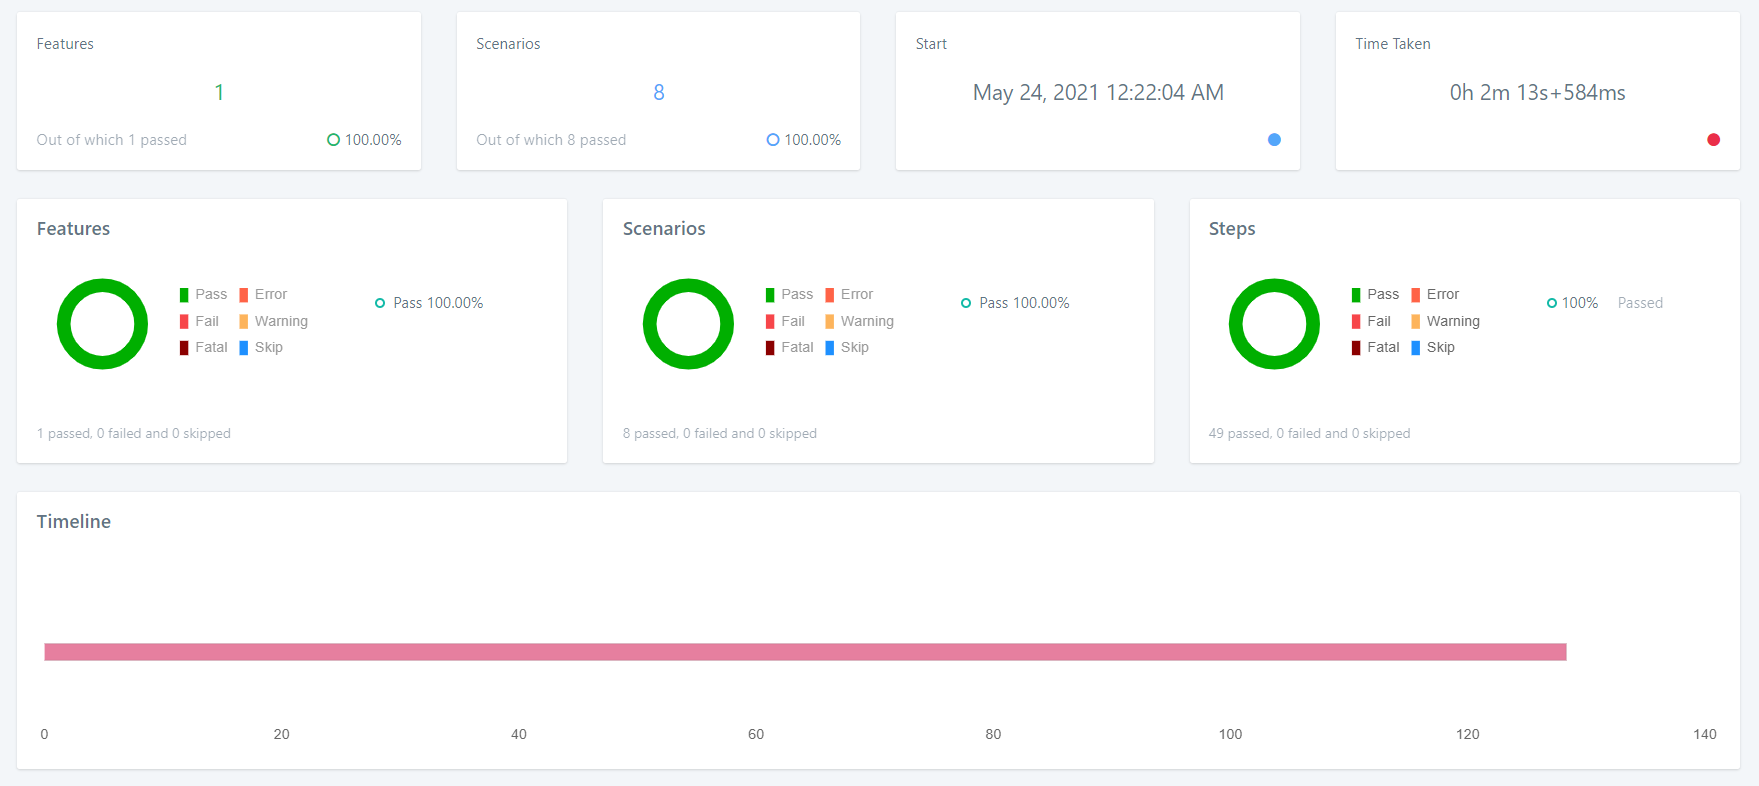 Features
1
Out of which 1 passed
100.00%
Scenarios
8
Out of which 8 passed
100.00%
Start
May 24, 2021 12:22:04 AM
Time Taken
0h 2m 13s+584ms
Features
Pass Error
Fail Warning
Fatal Skip
Pass 100.00%
1 passed, 0 failed and 0 skipped
Scenarios
Pass Error
Fail Warning
Fatal Skip
Pass 100.00%
8 passed, 0 failed and 0 skipped
Steps
Pass Error
Fail Warning
Fatal Skip
100% Passed
49 passed, 0 failed and 0 skipped
Timeline
0 20 40 60 80 100 120 140